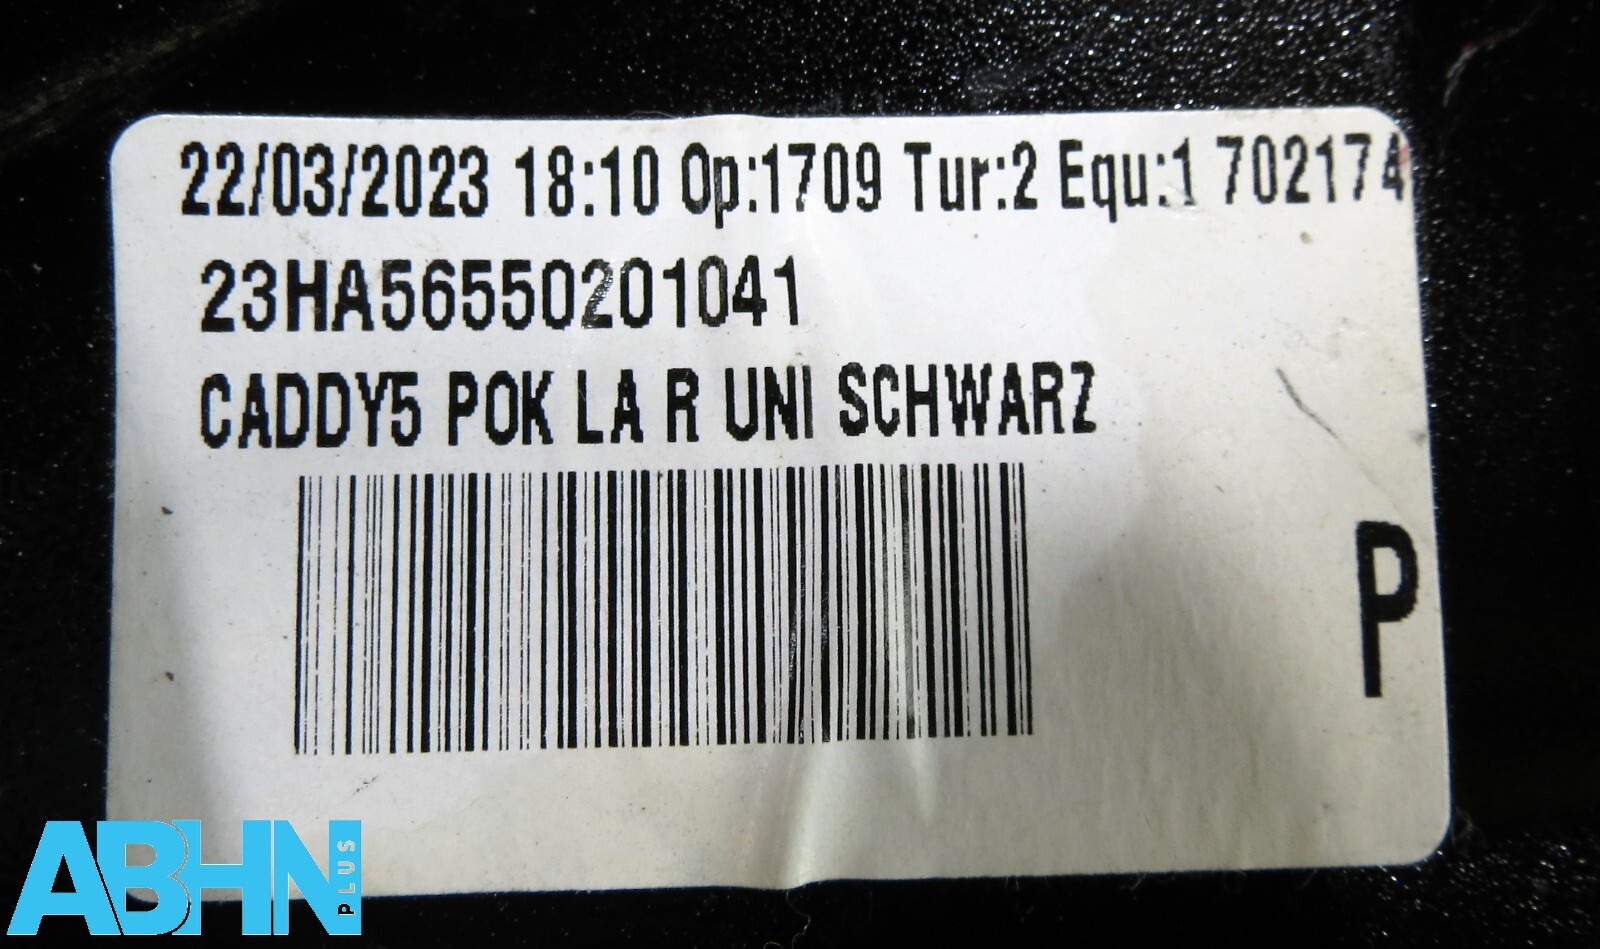 22/03/2023 18:10 Op:1709 Tur:2 Equ:1 702174
23HA56550201041
CADDY5 POK LA R UNI SCHWARZ
P
ABHN
PLUS